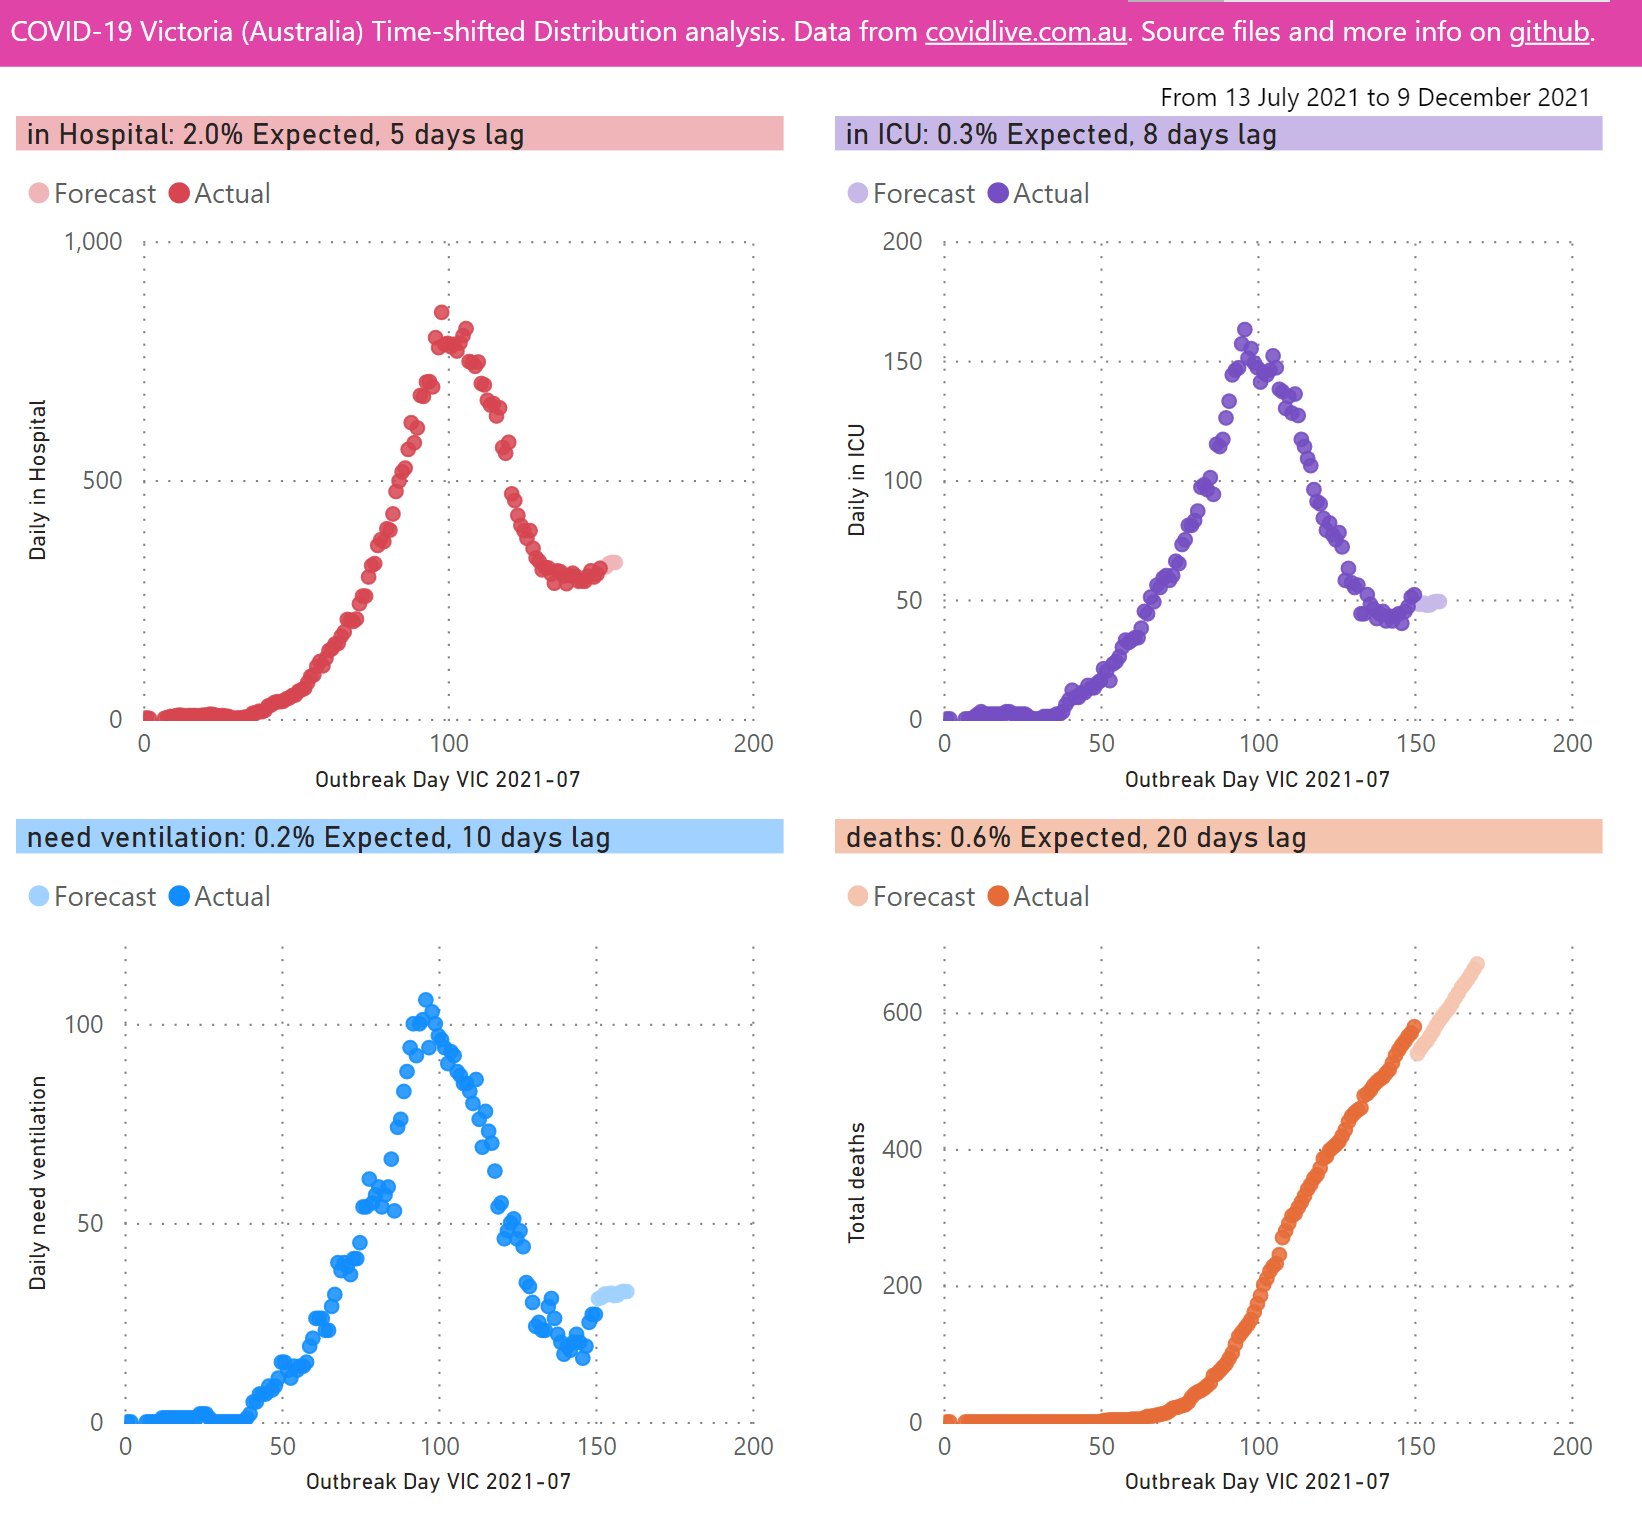 COVID-19 Victoria (Australia) Time-shifted Distribution analysis. Data from covidlive.com.au. Source files and more info on github.
From 13 July 2021 to 9 December 2021
in Hospital: 2.0% Expected, 5 days lag
Forecast Actual
1,000
500
0
0 100 200
Daily in Hospital
Outbreak Day VIC 2021-07
in ICU: 0.3% Expected, 8 days lag
Forecast Actual
200
150
100
50
0
0 50 100 150 200
Daily in ICU
Outbreak Day VIC 2021-07
need ventilation: 0.2% Expected, 10 days lag
Forecast Actual
100
50
0
0 50 100 150 200
Daily need ventilation
Outbreak Day VIC 2021-07
deaths: 0.6% Expected, 20 days lag
Forecast Actual
600
400
200
0
0 50 100 150 200
Total deaths
Outbreak Day VIC 2021-07